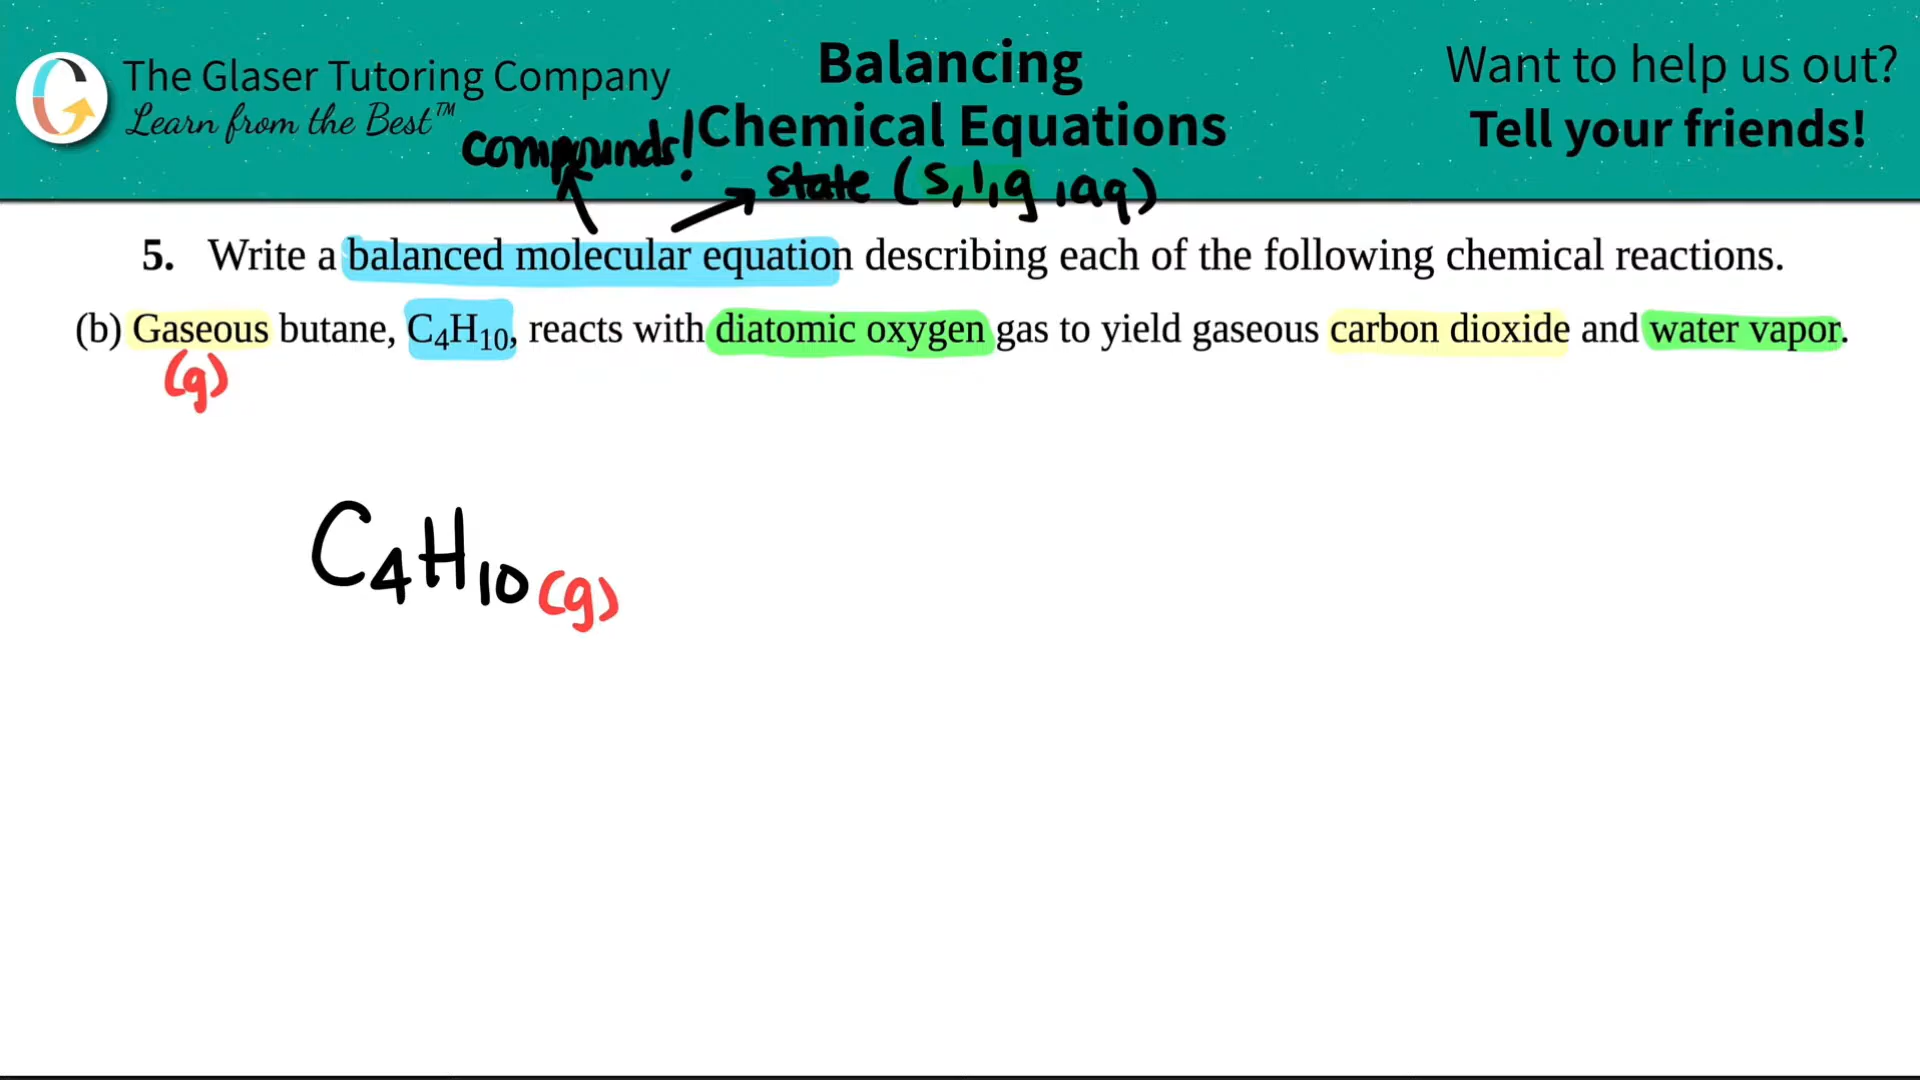 The Glaser Tutoring Company
Learn from the Best™
Balancing
Chemical Equations
Want to help us out?
Tell your friends!
compounds!
state (s, l, g, aq)
5. Write a balanced molecular equation describing each of the following chemical reactions.
(b) Gaseous butane, C₄H₁₀, reacts with diatomic oxygen gas to yield gaseous carbon dioxide and water vapor.
(g)
C₄H₁₀(g)